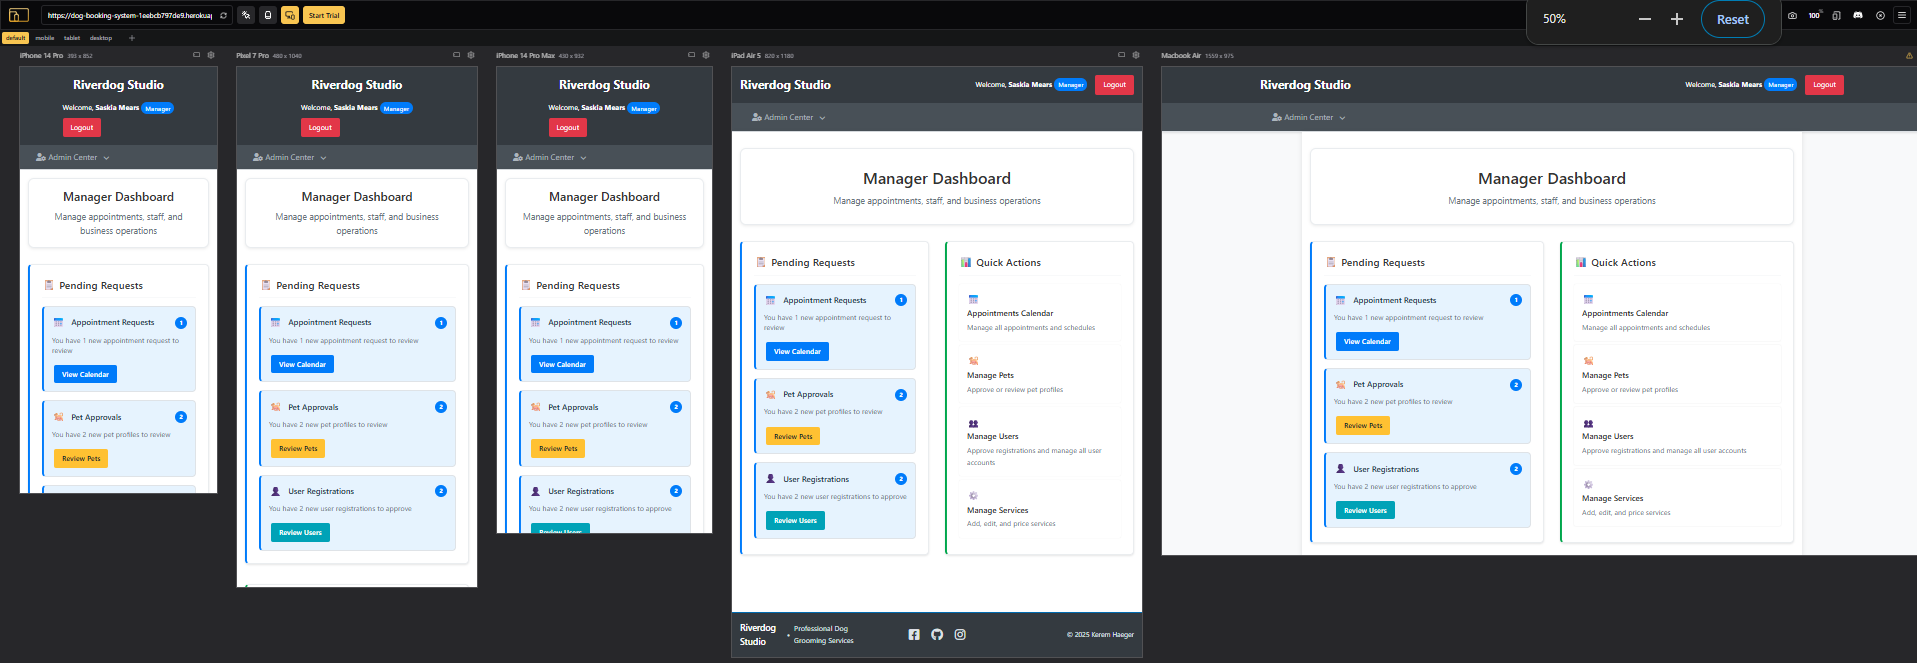 https://dog-booking-system-1eebcb797de9.herokuap
Start Trial
50%
Reset
100
default
mobile
tablet
desktop
iPhone 14 Pro 393 x 852
Riverdog Studio
Welcome, Saskia Mears Manager
Logout
Admin Center
Manager Dashboard
Manage appointments, staff, and
business operations
Pending Requests
Appointment Requests 1
You have 1 new appointment request to
review
View Calendar
Pet Approvals 2
You have 2 new pet profiles to review
Review Pets
Pixel 7 Pro 480 x 1040
Riverdog Studio
Welcome, Saskia Mears Manager
Logout
Admin Center
Manager Dashboard
Manage appointments, staff, and business
operations
Pending Requests
Appointment Requests 1
You have 1 new appointment request to review
View Calendar
Pet Approvals 2
You have 2 new pet profiles to review
Review Pets
User Registrations 2
You have 2 new user registrations to approve
Review Users
iPhone 14 Pro Max 430 x 932
Riverdog Studio
Welcome, Saskia Mears Manager
Logout
Admin Center
Manager Dashboard
Manage appointments, staff, and business
operations
Pending Requests
Appointment Requests 1
You have 1 new appointment request to review
View Calendar
Pet Approvals 2
You have 2 new pet profiles to review
Review Pets
User Registrations 2
You have 2 new user registrations to approve
Review Users
iPad Air 5 820 x 1180
Riverdog Studio
Welcome, Saskia Mears Manager
Logout
Admin Center
Manager Dashboard
Manage appointments, staff, and business operations
Pending Requests
Appointment Requests 1
You have 1 new appointment request to
review
View Calendar
Pet Approvals 2
You have 2 new pet profiles to review
Review Pets
User Registrations 2
You have 2 new user registrations to approve
Review Users
Quick Actions
Appointments Calendar
Manage all appointments and schedules
Manage Pets
Approve or review pet profiles
Manage Users
Approve registrations and manage all user
accounts
Manage Services
Add, edit, and price services
Riverdog
Studio
•
Professional Dog
Grooming Services
© 2025 Kerem Haeger
Macbook Air 1559 x 975
Riverdog Studio
Welcome, Saskia Mears Manager
Logout
Admin Center
Manager Dashboard
Manage appointments, staff, and business operations
Pending Requests
Appointment Requests 1
You have 1 new appointment request to review
View Calendar
Pet Approvals 2
You have 2 new pet profiles to review
Review Pets
User Registrations 2
You have 2 new user registrations to approve
Review Users
Quick Actions
Appointments Calendar
Manage all appointments and schedules
Manage Pets
Approve or review pet profiles
Manage Users
Approve registrations and manage all user accounts
Manage Services
Add, edit, and price services